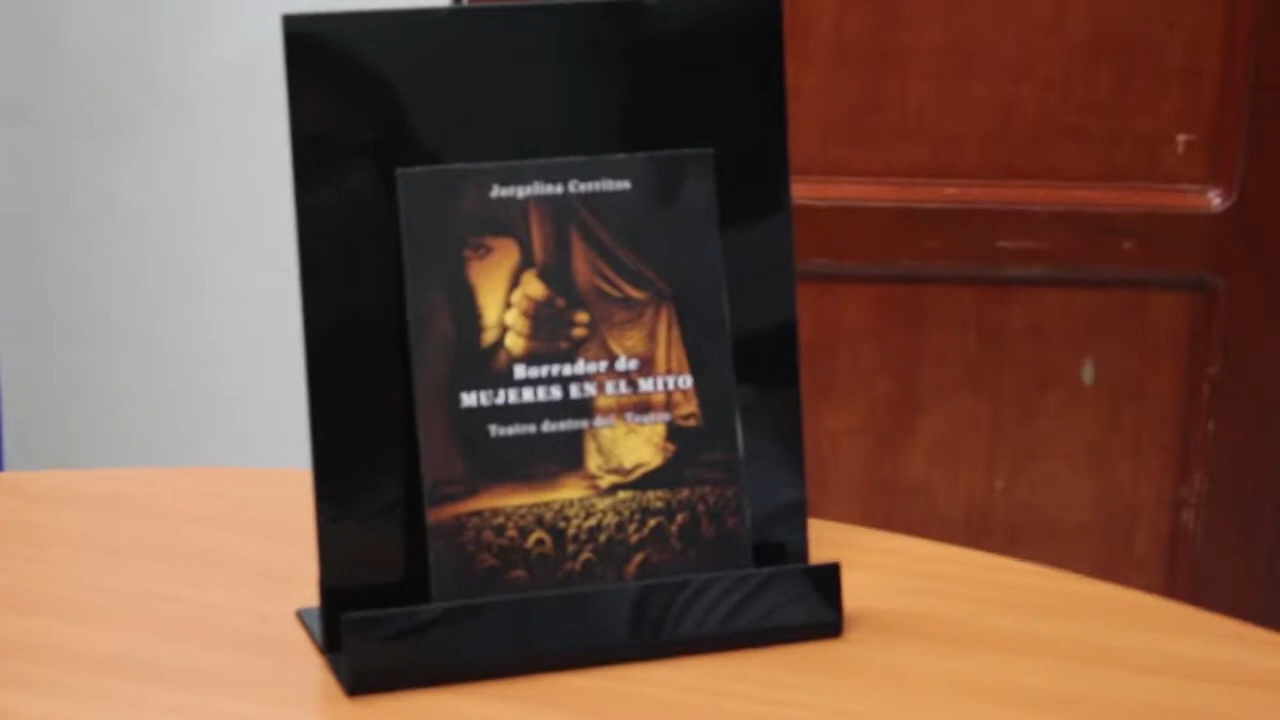 Jorgelina Cerritos
Borrador de
MUJERES EN EL MITO
Teatro dentro del Teatro